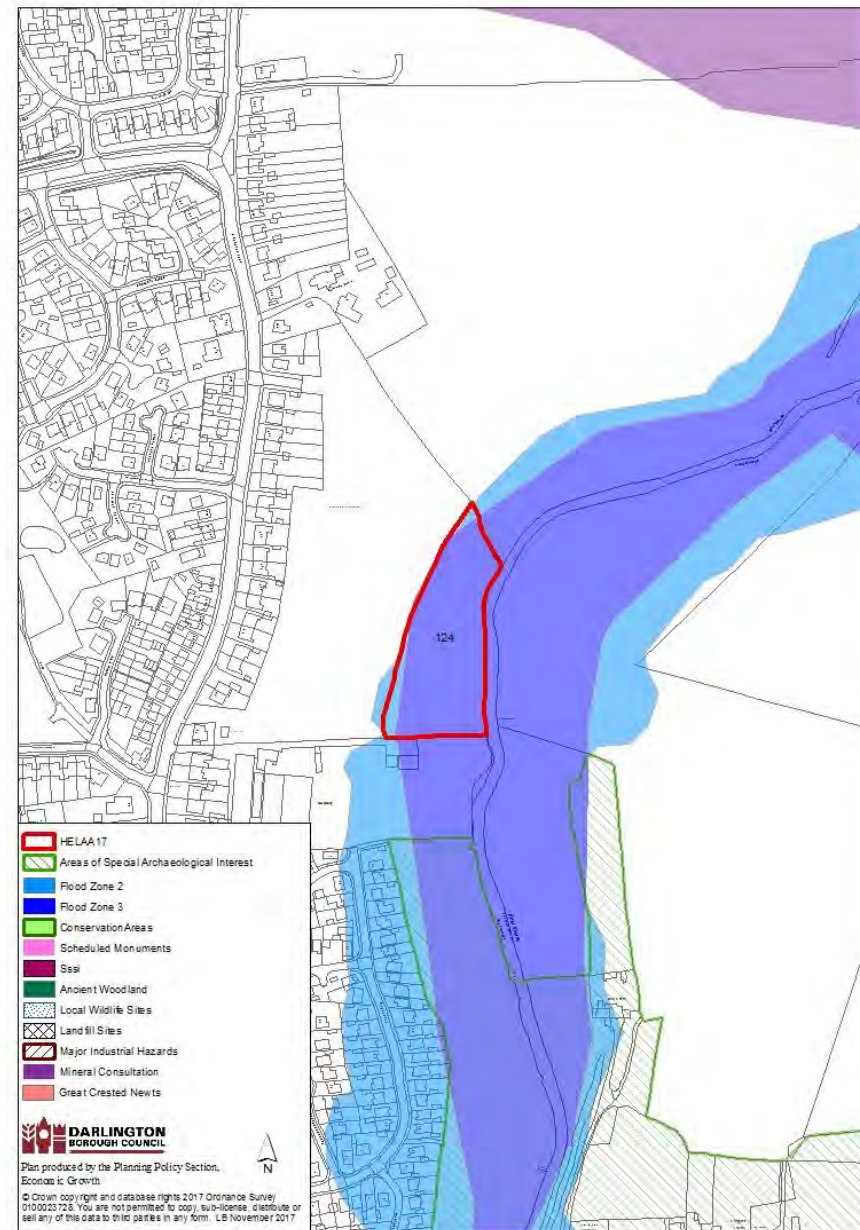 124
HELAA17
Areas of Special Archaeological Interest
Flood Zone 2
Flood Zone 3
Conservation Areas
Scheduled Monuments
Sssi
Ancient Woodland
Local Wildlife Sites
Landfill Sites
Major Industrial Hazards
Mineral Consultation
Great Crested Newts
DARLINGTON
BOROUGH COUNCIL
N
Plan produced by the Planning Policy Section,
Economic Growth
© Crown copyright and database rights 2017 Ordnance Survey
0100023728. You are not permitted to copy, sub-license, distribute or
sell any of this data to third parties in any form. LB November 2017